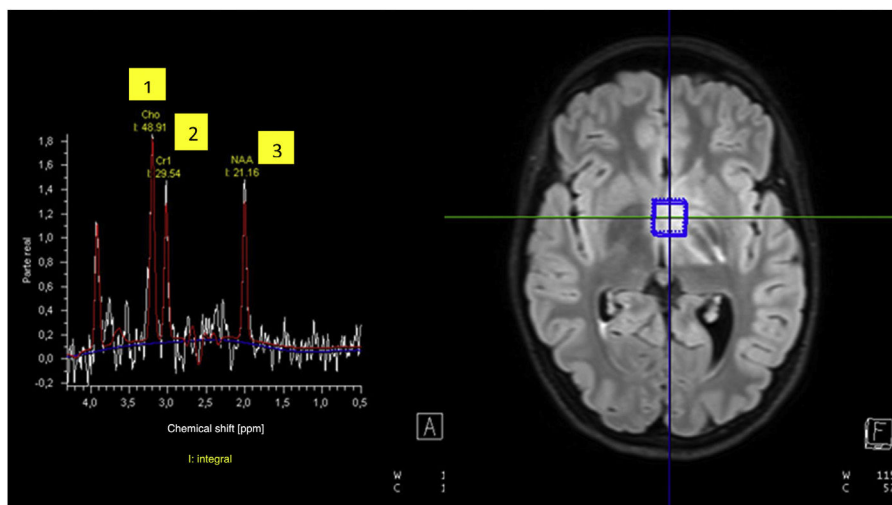 1
Cho
I: 48.91
2
Cr1
I: 29.54
3
NAA
I: 21.16
1,8
1,6
1,4
1,2
1,0
0,8
0,6
0,4
0,2
0,0
-0,2
Parte real
4,0 3,5 3,0 2,5 2,0 1,5 1,0 0,5
Chemical shift [ppm]
I: integral
A
W 1
C 1
F
W 115
C